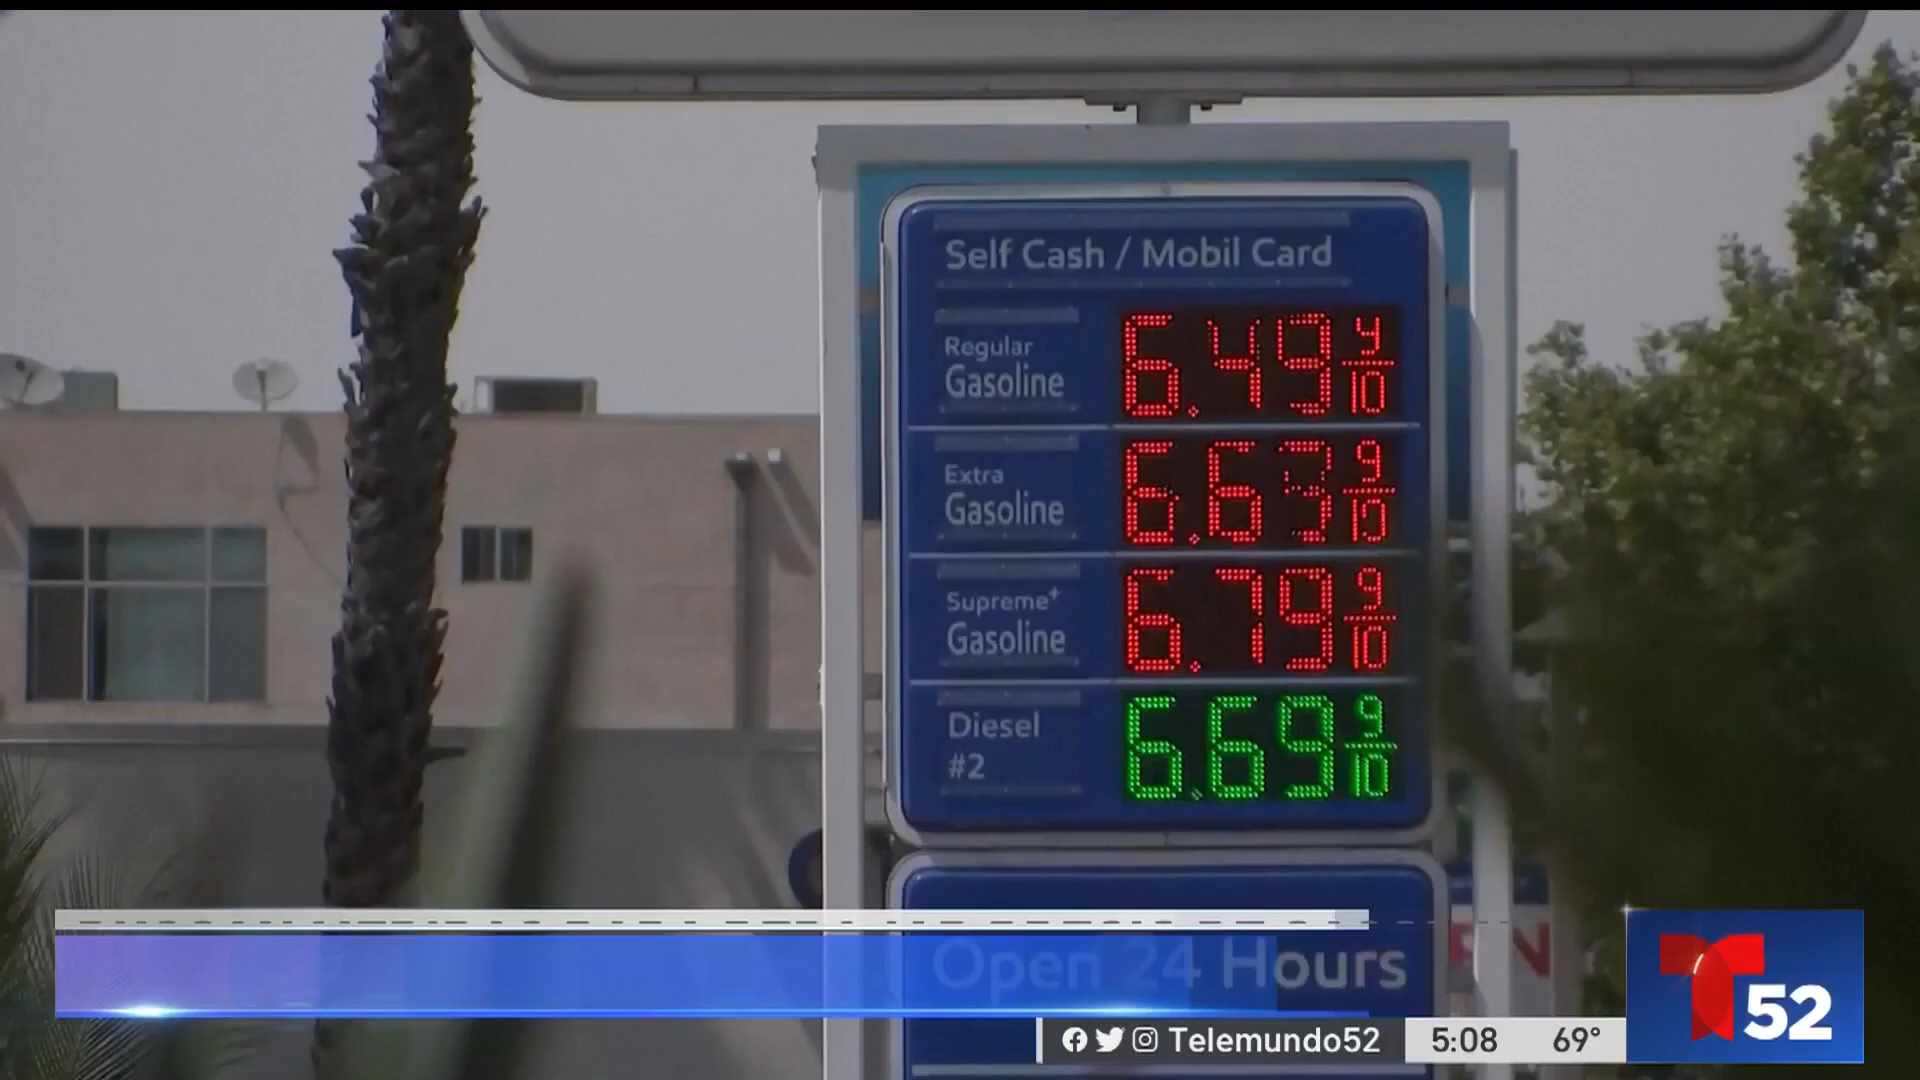 Self Cash / Mobil Card
Regular
Gasoline
6.49 9/10
Extra
Gasoline
6.63 9/10
Supreme+
Gasoline
6.79 9/10
Diesel
#2
6.69 9/10
Open 24 Hours
Telemundo52
5:08 69°
T 52